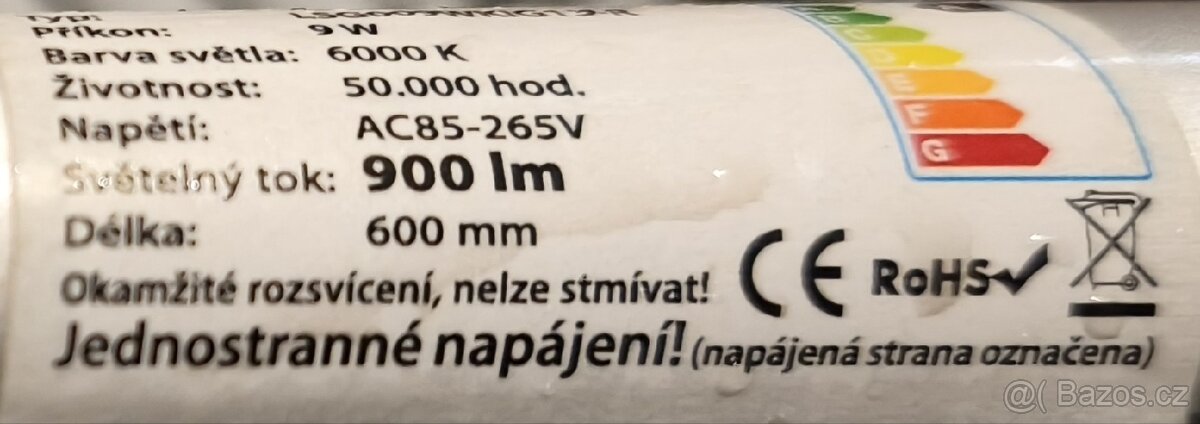 Typ:
Příkon: 9 W
Barva světla: 6000 K
Životnost: 50.000 hod.
Napětí: AC85-265V
Světelný tok: 900 lm
Délka: 600 mm
Okamžité rozsvícení, nelze stmívat!
Jednostranné napájení! (napájená strana označena)
CE RoHS
F
G
@( Bazos.cz